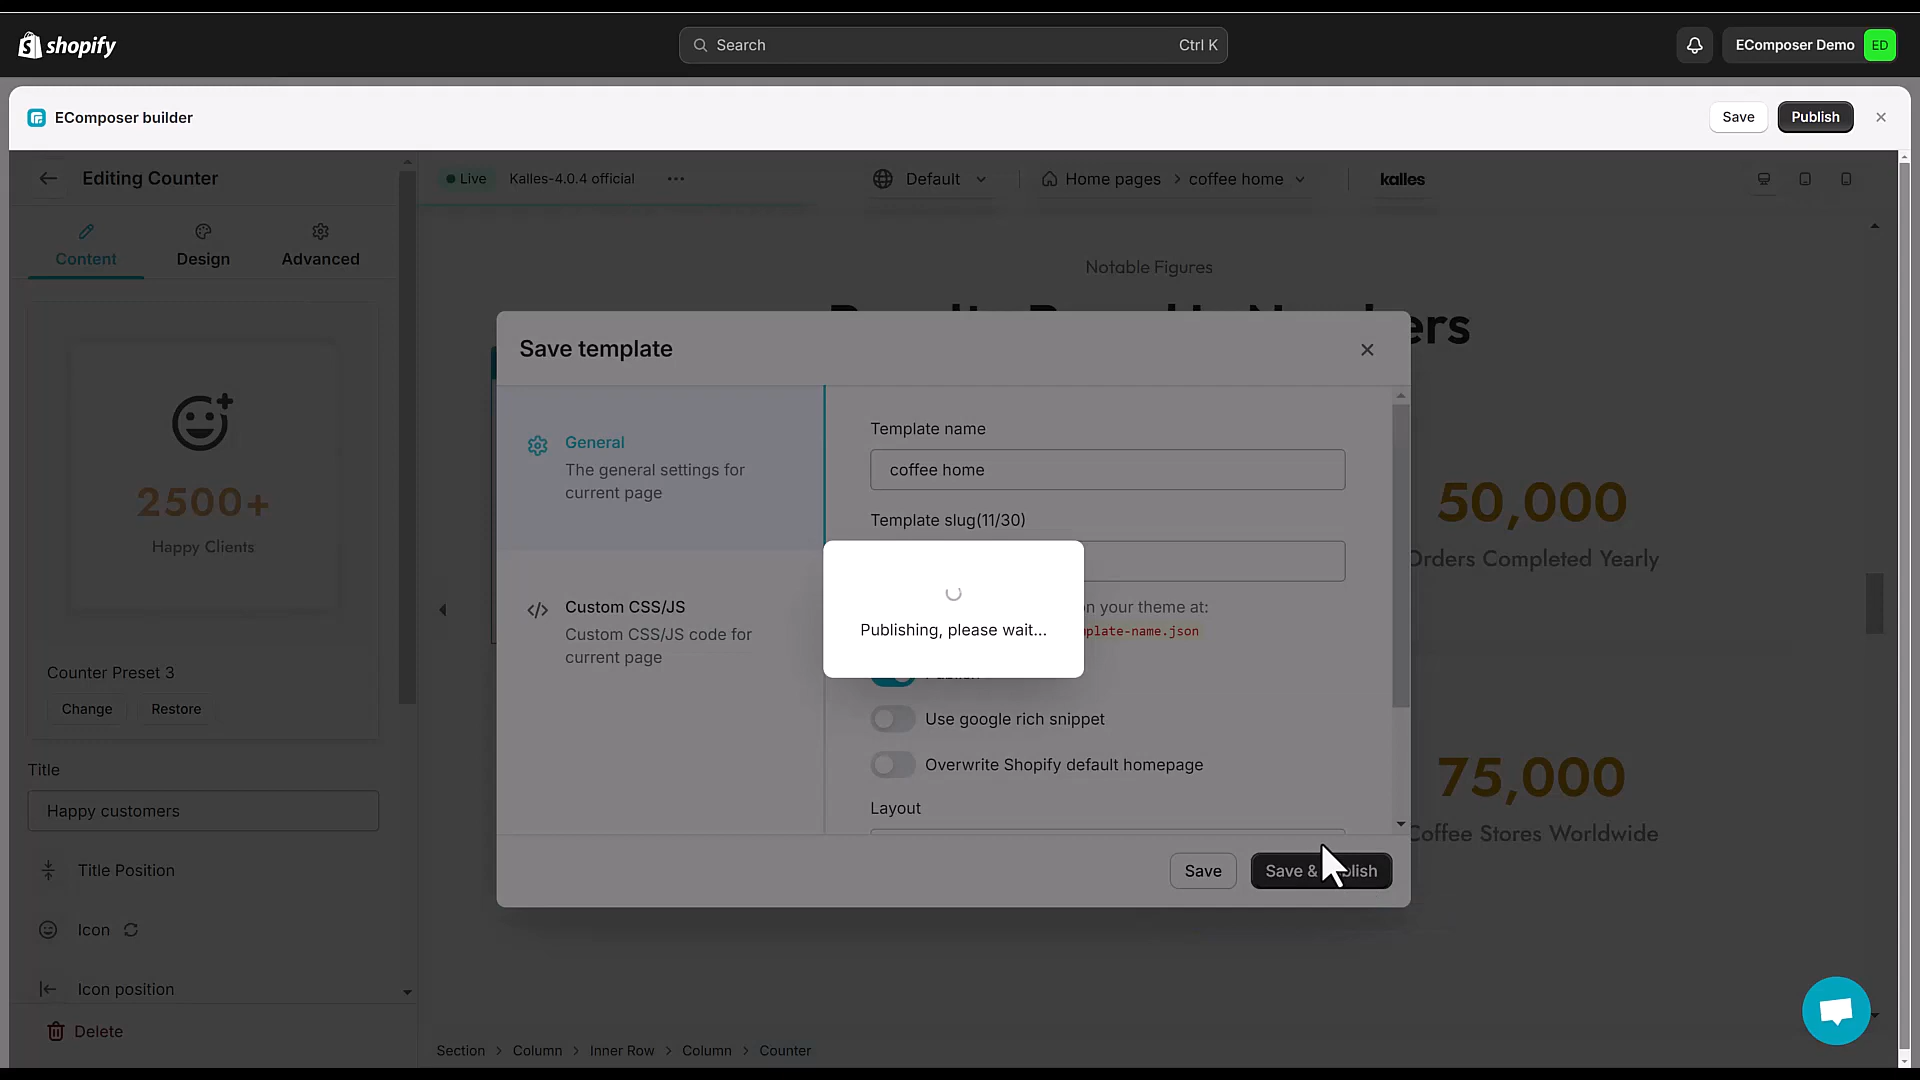 shopify
Search
Ctrl K
EComposer Demo
ED
EComposer builder
Save
Publish
Editing Counter
Live
Kalles-4.0.4 official
Default
Home pages
coffee home
kalles
Content
Design
Advanced
Notable Figures
2500+
Happy Clients
Counter Preset 3
Change
Restore
Title
Happy customers
Title Position
Icon
Icon position
Delete
Save template
General
The general settings for
current page
Custom CSS/JS
Custom CSS/JS code for
current page
Template name
coffee home
Template slug(11/30)
Publishing, please wait...
on your theme at:
Use google rich snippet
Overwrite Shopify default homepage
Layout
Save
50,000
Orders Completed Yearly
75,000
Coffee Stores Worldwide
Section > Column > Inner Row > Column > Counter